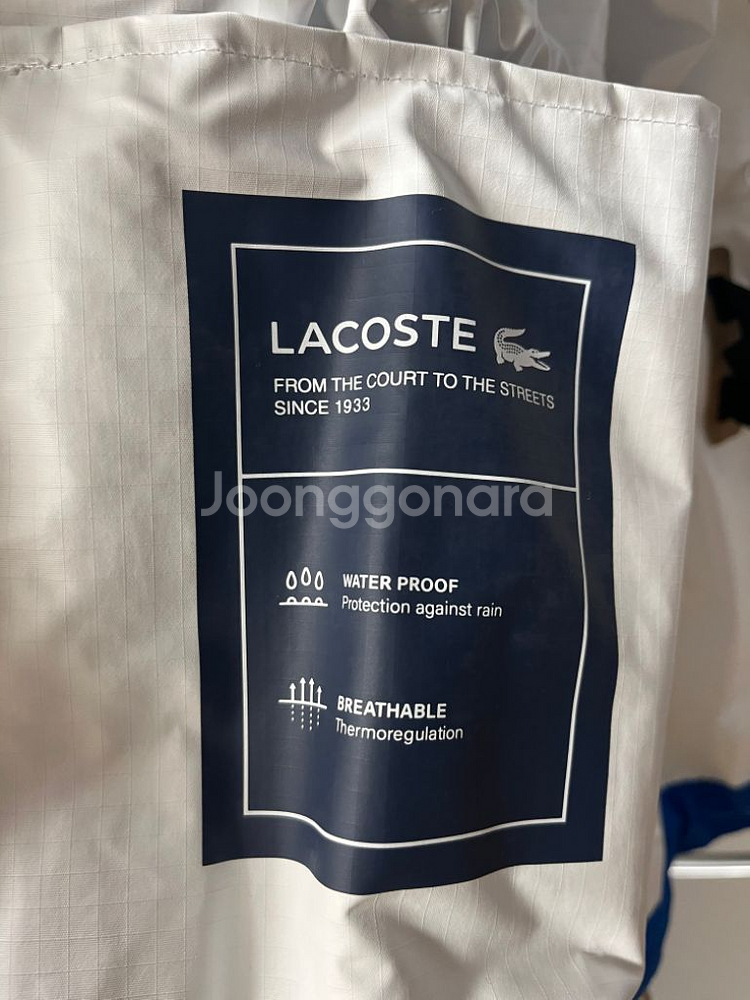 LACOSTE
FROM THE COURT TO THE STREETS
SINCE 1933
Joonggonara
WATER PROOF
Protection against rain
BREATHABLE
Thermoregulation